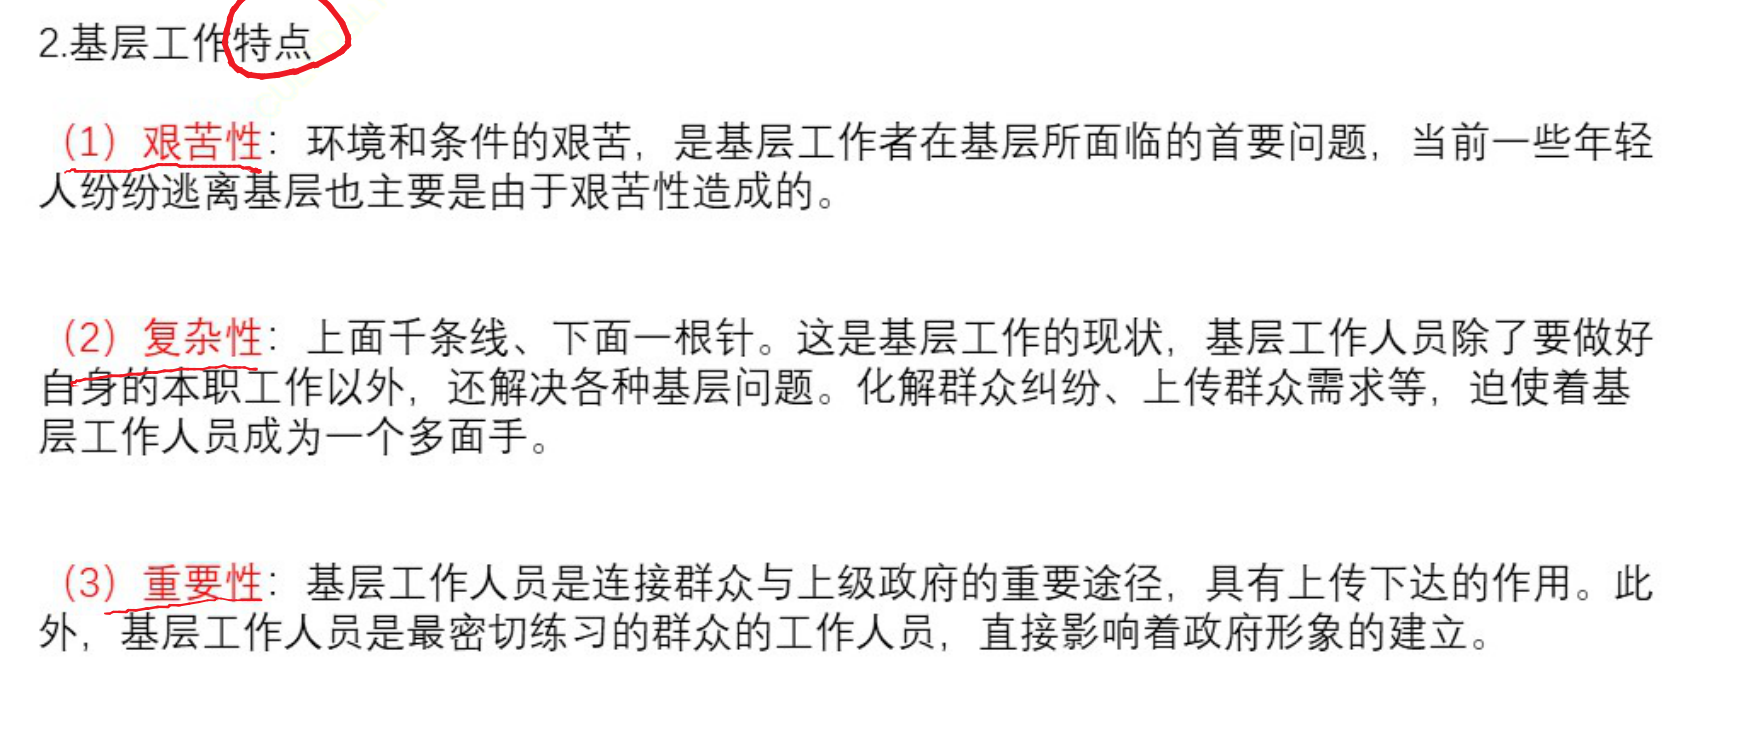 2.基层工作特点
（1）艰苦性：环境和条件的艰苦，是基层工作者在基层所面临的首要问题，当前一些年轻
人纷纷逃离基层也主要是由于艰苦性造成的。
（2）复杂性：上面千条线、下面一根针。这是基层工作的现状，基层工作人员除了要做好
自身的本职工作以外，还解决各种基层问题。化解群众纠纷、上传群众需求等，迫使着基
层工作人员成为一个多面手。
（3）重要性：基层工作人员是连接群众与上级政府的重要途径，具有上传下达的作用。此
外，基层工作人员是最密切练习的群众的工作人员，直接影响着政府形象的建立。